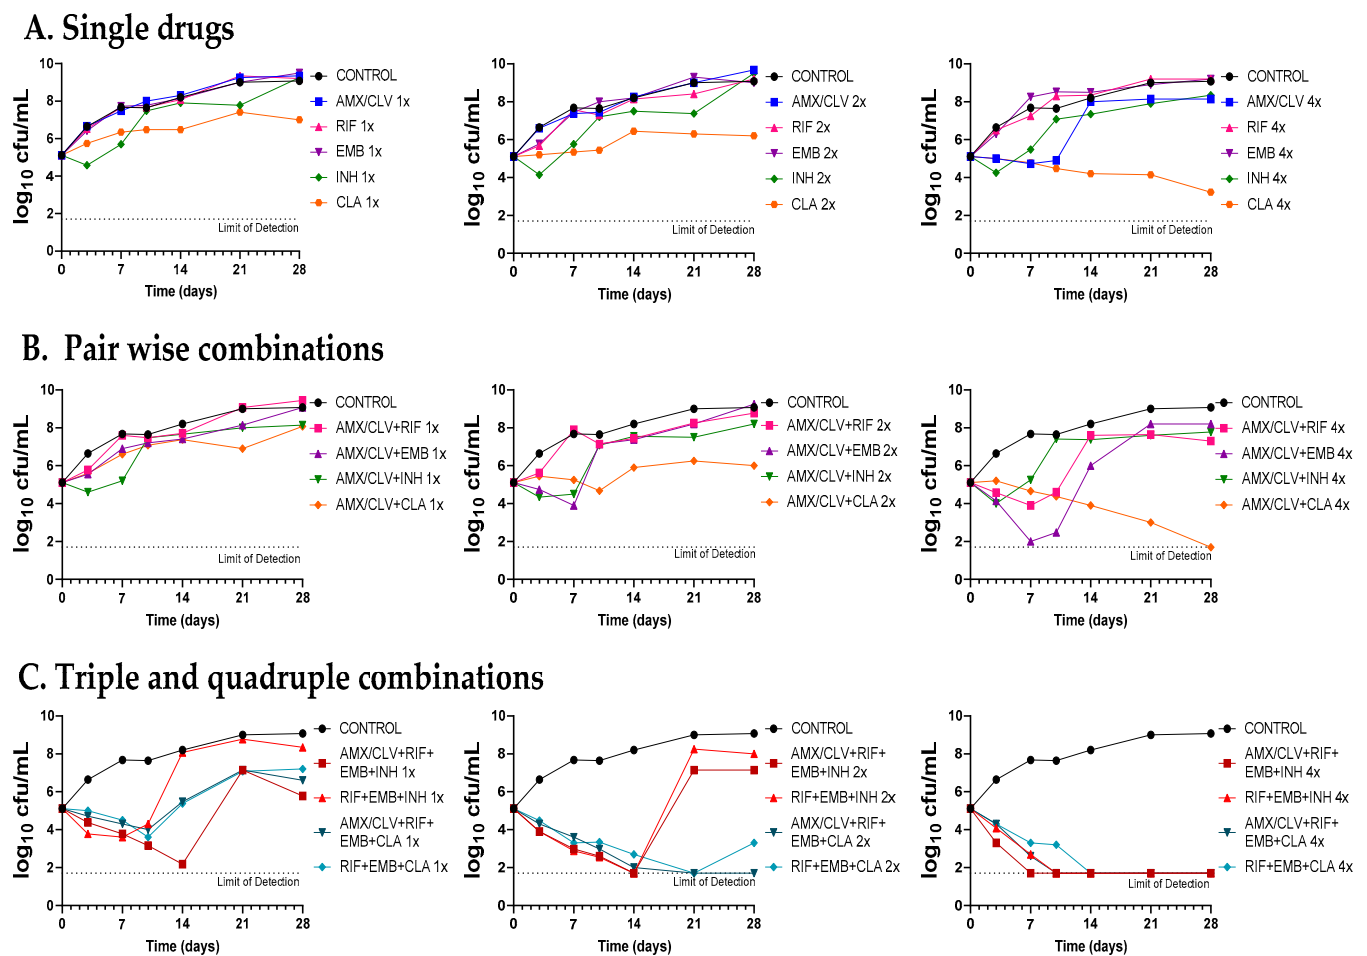 A. Single drugs
log10 cfu/mL
10
8
6
4
2
0
0 7 14 21 28
Time (days)
Limit of Detection
CONTROL
AMX/CLV 1x
RIF 1x
EMB 1x
INH 1x
CLA 1x
log10 cfu/mL
10
8
6
4
2
0
0 7 14 21 28
Time (days)
Limit of Detection
CONTROL
AMX/CLV 2x
RIF 2x
EMB 2x
INH 2x
CLA 2x
log10 cfu/mL
10
8
6
4
2
0
0 7 14 21 28
Time (days)
Limit of Detection
CONTROL
AMX/CLV 4x
RIF 4x
EMB 4x
INH 4x
CLA 4x
B. Pair wise combinations
log10 cfu/mL
10
8
6
4
2
0
0 7 14 21 28
Time (days)
Limit of Detection
CONTROL
AMX/CLV+RIF 1x
AMX/CLV+EMB 1x
AMX/CLV+INH 1x
AMX/CLV+CLA 1x
log10 cfu/mL
10
8
6
4
2
0
0 7 14 21 28
Time (days)
Limit of Detection
CONTROL
AMX/CLV+RIF 2x
AMX/CLV+EMB 2x
AMX/CLV+INH 2x
AMX/CLV+CLA 2x
log10 cfu/mL
10
8
6
4
2
0
0 7 14 21 28
Time (days)
Limit of Detection
CONTROL
AMX/CLV+RIF 4x
AMX/CLV+EMB 4x
AMX/CLV+INH 4x
AMX/CLV+CLA 4x
C. Triple and quadruple combinations
log10 cfu/mL
10
8
6
4
2
0
0 7 14 21 28
Time (days)
Limit of Detection
CONTROL
AMX/CLV+RIF+
EMB+INH 1x
RIF+EMB+INH 1x
AMX/CLV+RIF+
EMB+CLA 1x
RIF+EMB+CLA 1x
log10 cfu/mL
10
8
6
4
2
0
0 7 14 21 28
Time (days)
Limit of Detection
CONTROL
AMX/CLV+RIF+
EMB+INH 2x
RIF+EMB+INH 2x
AMX/CLV+RIF+
EMB+CLA 2x
RIF+EMB+CLA 2x
log10 cfu/mL
10
8
6
4
2
0
0 7 14 21 28
Time (days)
Limit of Detection
CONTROL
AMX/CLV+RIF+
EMB+INH 4x
RIF+EMB+INH 4x
AMX/CLV+RIF+
EMB+CLA 4x
RIF+EMB+CLA 4x